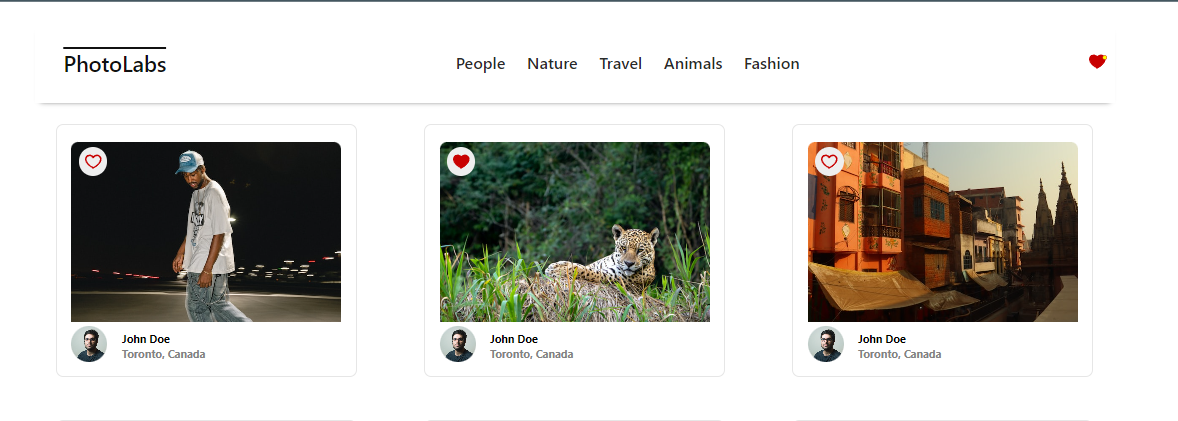 PhotoLabs
People
Nature
Travel
Animals
Fashion
John Doe
Toronto, Canada
John Doe
Toronto, Canada
John Doe
Toronto, Canada